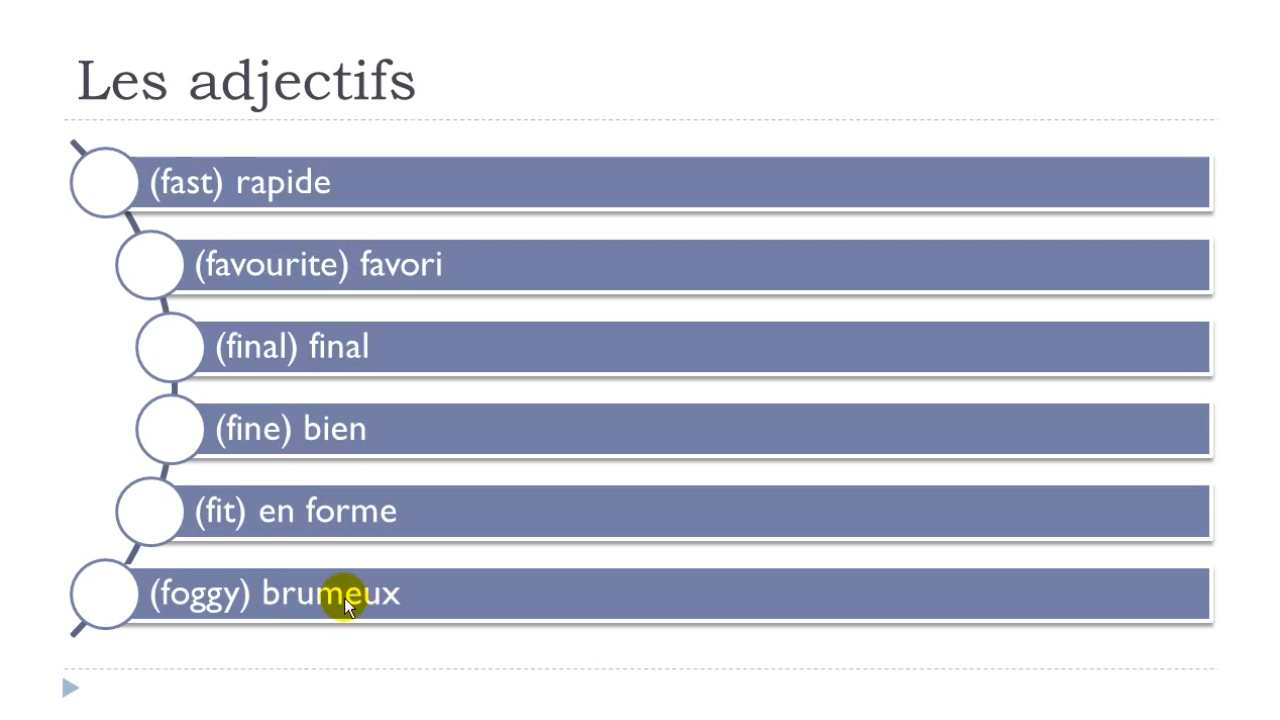 Les adjectifs
(fast) rapide
(favourite) favori
(final) final
(fine) bien
(fit) en forme
(foggy) brumeux